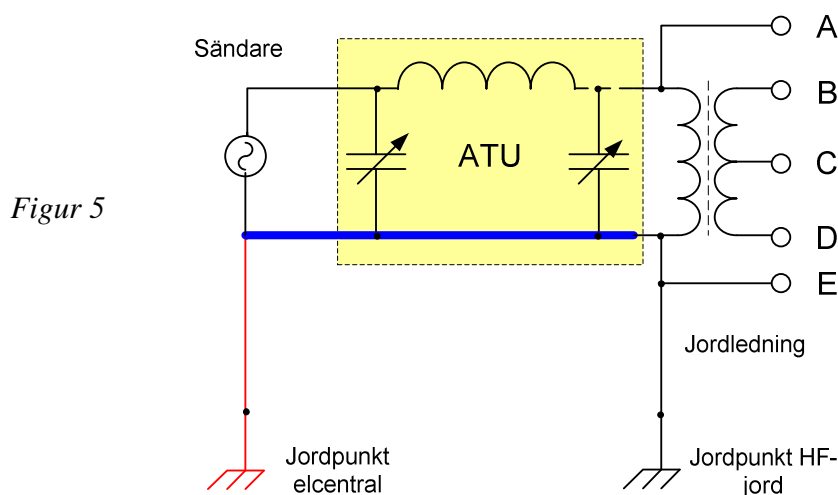 A
Sändare
B
ATU
C
Figur 5
D
E
Jordledning
Jordpunkt
elcentral
Jordpunkt HF-
jord